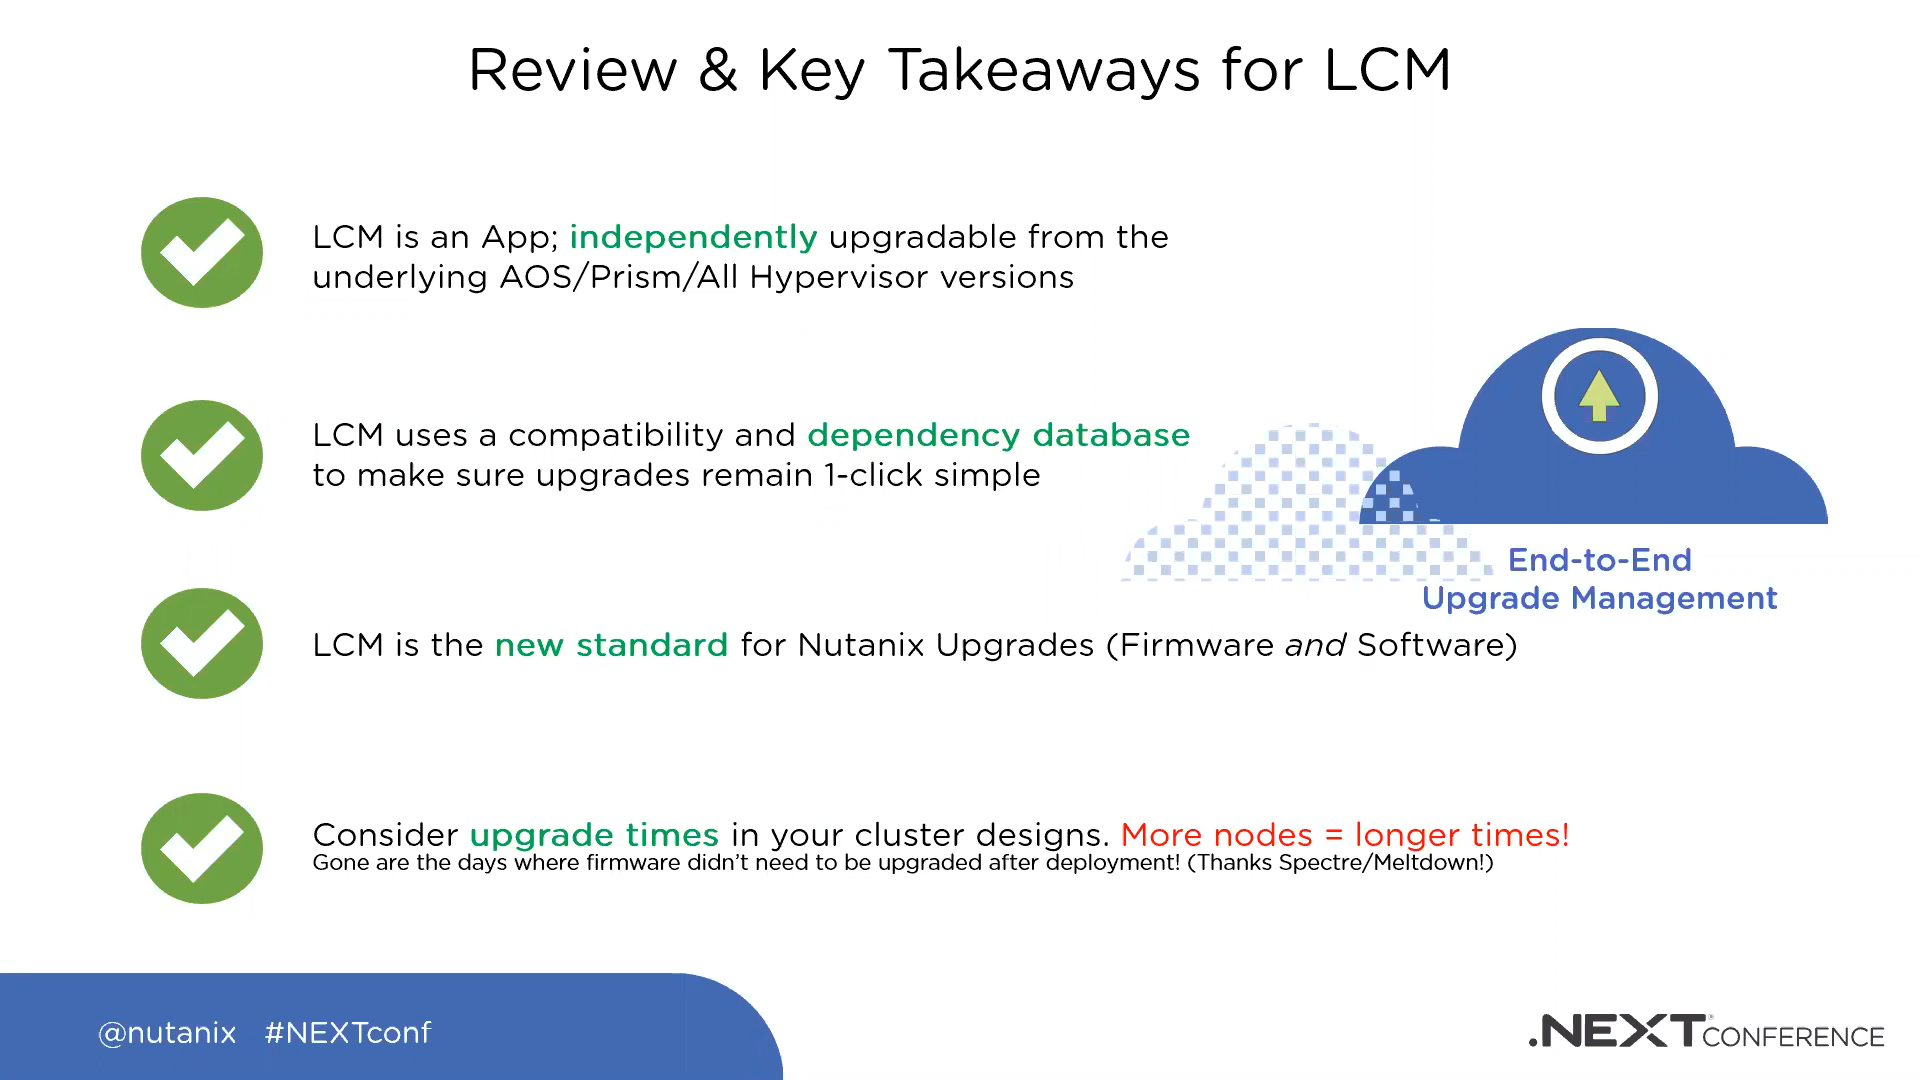 Review & Key Takeaways for LCM
LCM is an App; independently upgradable from the
underlying AOS/Prism/All Hypervisor versions
LCM uses a compatibility and dependency database
to make sure upgrades remain 1-click simple
End-to-End
Upgrade Management
LCM is the new standard for Nutanix Upgrades (Firmware and Software)
Consider upgrade times in your cluster designs. More nodes = longer times!
Gone are the days where firmware didn't need to be upgraded after deployment! (Thanks Spectre/Meltdown!)
@nutanix #NEXTconf
.NEXT® CONFERENCE